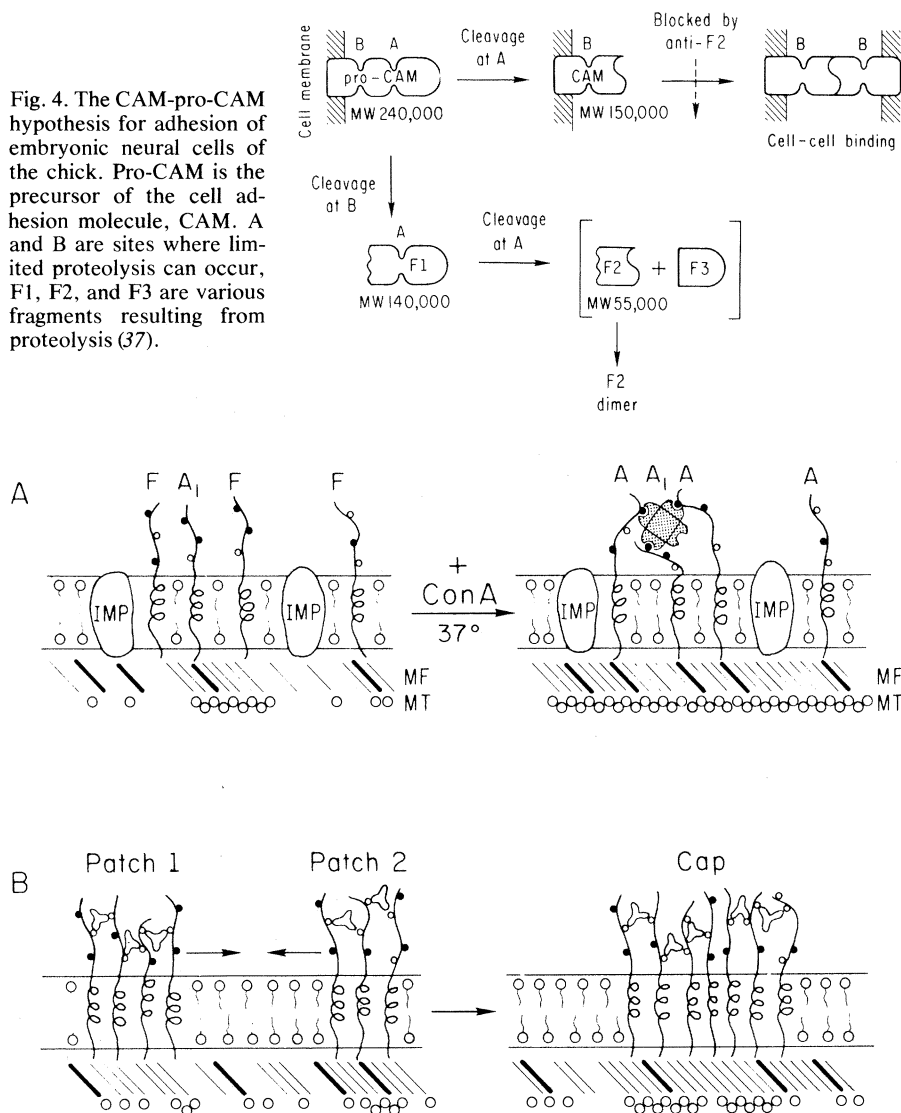 Fig. 4. The CAM-pro-CAM
hypothesis for adhesion of
embryonic neural cells of
the chick. Pro-CAM is the
precursor of the cell ad-
hesion molecule, CAM. A
and B are sites where lim-
ited proteolysis can occur,
F1, F2, and F3 are various
fragments resulting from
proteolysis (37).
Cell membrane
B A
pro-CAM
MW 240,000
Cleavage
at A
B
CAM
MW 150,000
Blocked by
anti-F2
B B
Cell-cell binding
Cleavage
at B
A
F1
MW 140,000
Cleavage
at A
F2 + F3
MW 55,000
F2
dimer
A
F A1 F F
IMP IMP
MF
MT
+
ConA
37°
A A1 A A
IMP IMP
MF
MT
B
Patch 1 Patch 2 Cap